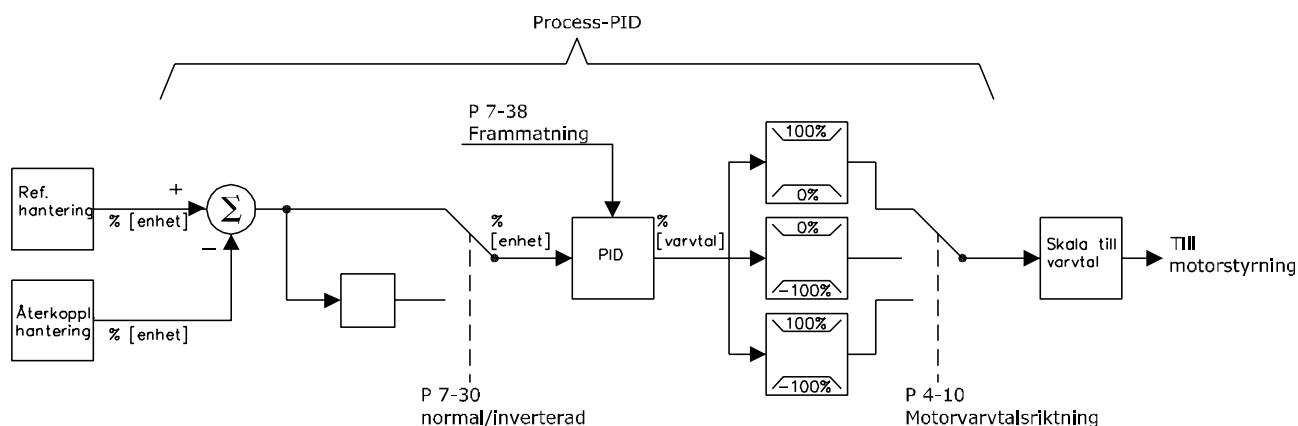 Process-PID
P 7-38
Frammatning
Ref.
hantering
+
% [enhet]
Σ
−
Återkoppl.
hantering
% [enhet]
P 7-30
normal/inverterad
%
[enhet]
PID
%
[varvtal]
100%
0%
0%
-100%
100%
-100%
P 4-10
Motorvarvtalsriktning
Skala till
varvtal
Till
motorstyrning